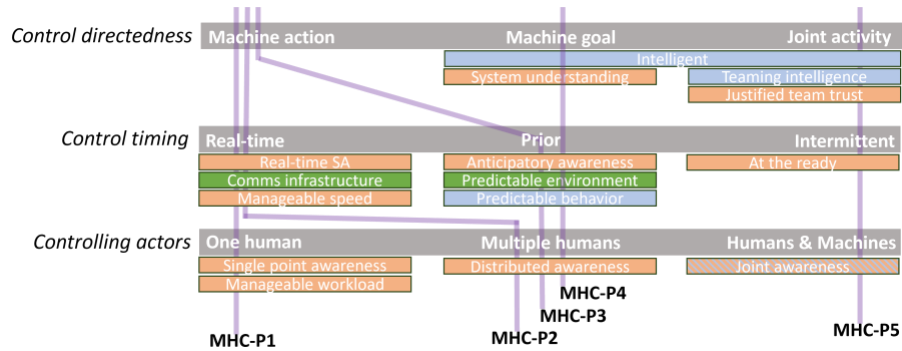 Control directedness
Machine action Machine goal Joint activity
Intelligent
System understanding Teaming intelligence
Justified team trust
Control timing
Real-time Prior Intermittent
Real-time SA Anticipatory awareness At the ready
Comms infrastructure Predictable environment
Manageable speed Predictable behavior
Controlling actors
One human Multiple humans Humans & Machines
Single point awareness Distributed awareness Joint awareness
Manageable workload
MHC-P4
MHC-P3
MHC-P1 MHC-P2 MHC-P5